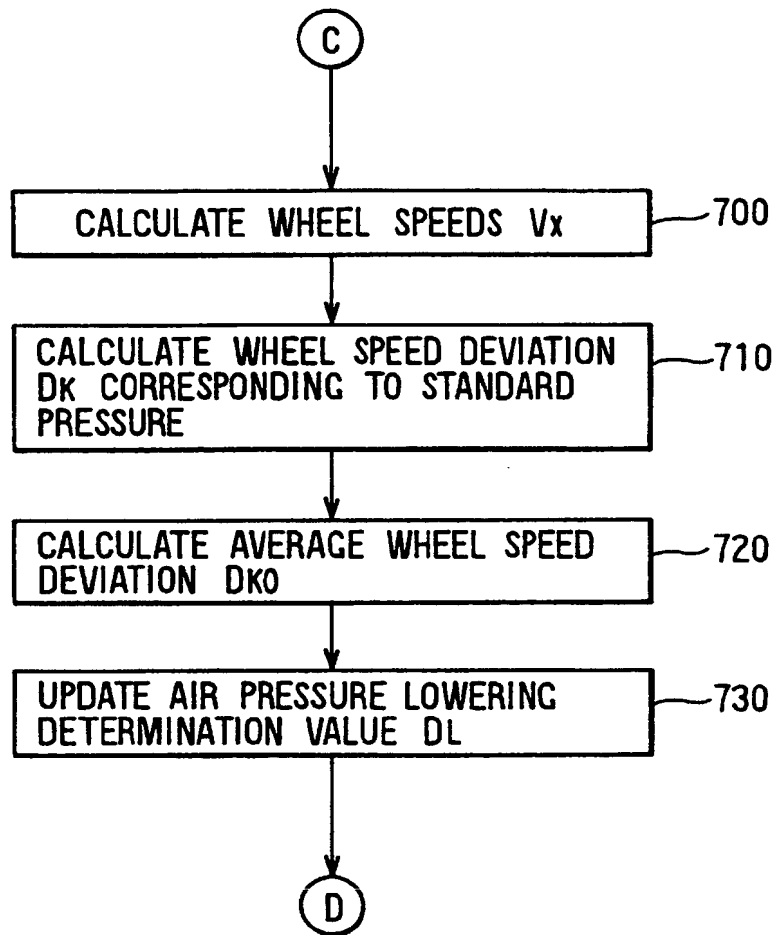 C
CALCULATE WHEEL SPEEDS Vx
700
CALCULATE WHEEL SPEED DEVIATION
DK CORRESPONDING TO STANDARD
PRESSURE
710
CALCULATE AVERAGE WHEEL SPEED
DEVIATION DKO
720
UPDATE AIR PRESSURE LOWERING
DETERMINATION VALUE DL
730
D